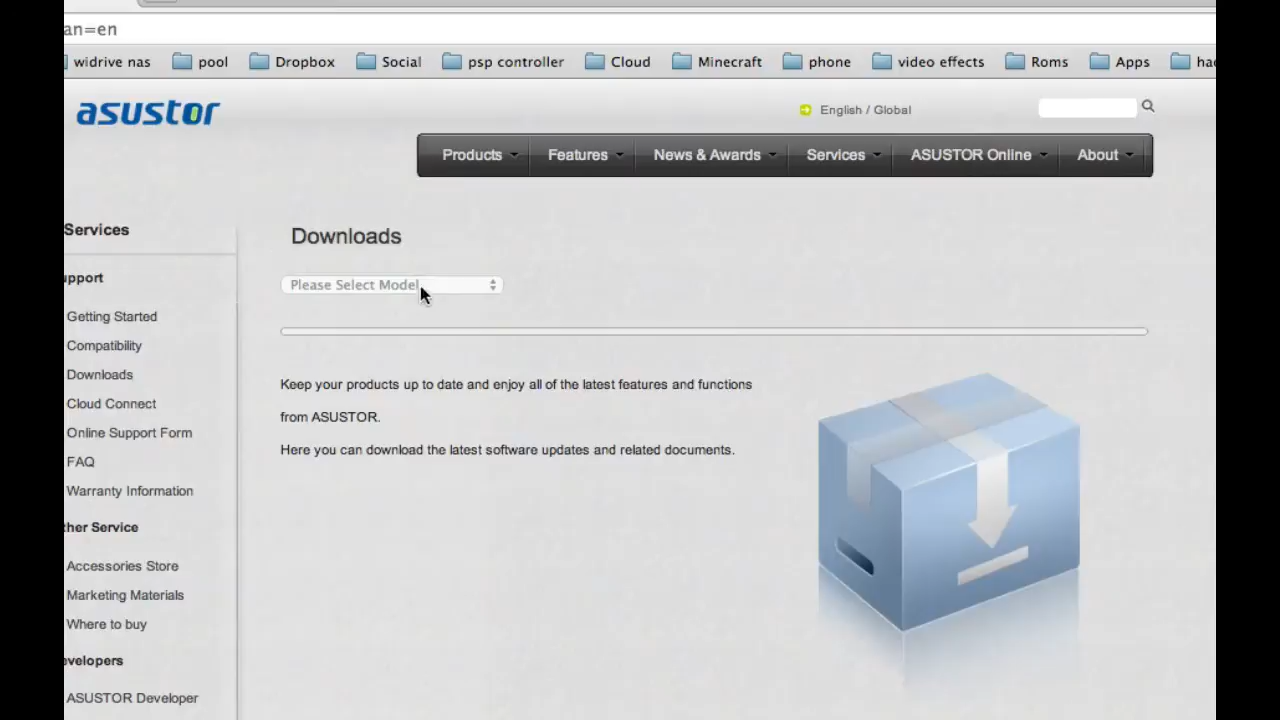 an=en
widrive nas pool Dropbox Social psp controller Cloud Minecraft phone video effects Roms Apps
asustor
English / Global
Products Features News & Awards Services ASUSTOR Online About
Services
Downloads
upport
Please Select Model
Getting Started
Compatibility
Downloads
Cloud Connect
Online Support Form
FAQ
Warranty Information
ther Service
Accessories Store
Marketing Materials
Where to buy
evelopers
ASUSTOR Developer
Keep your products up to date and enjoy all of the latest features and functions
from ASUSTOR.
Here you can download the latest software updates and related documents.